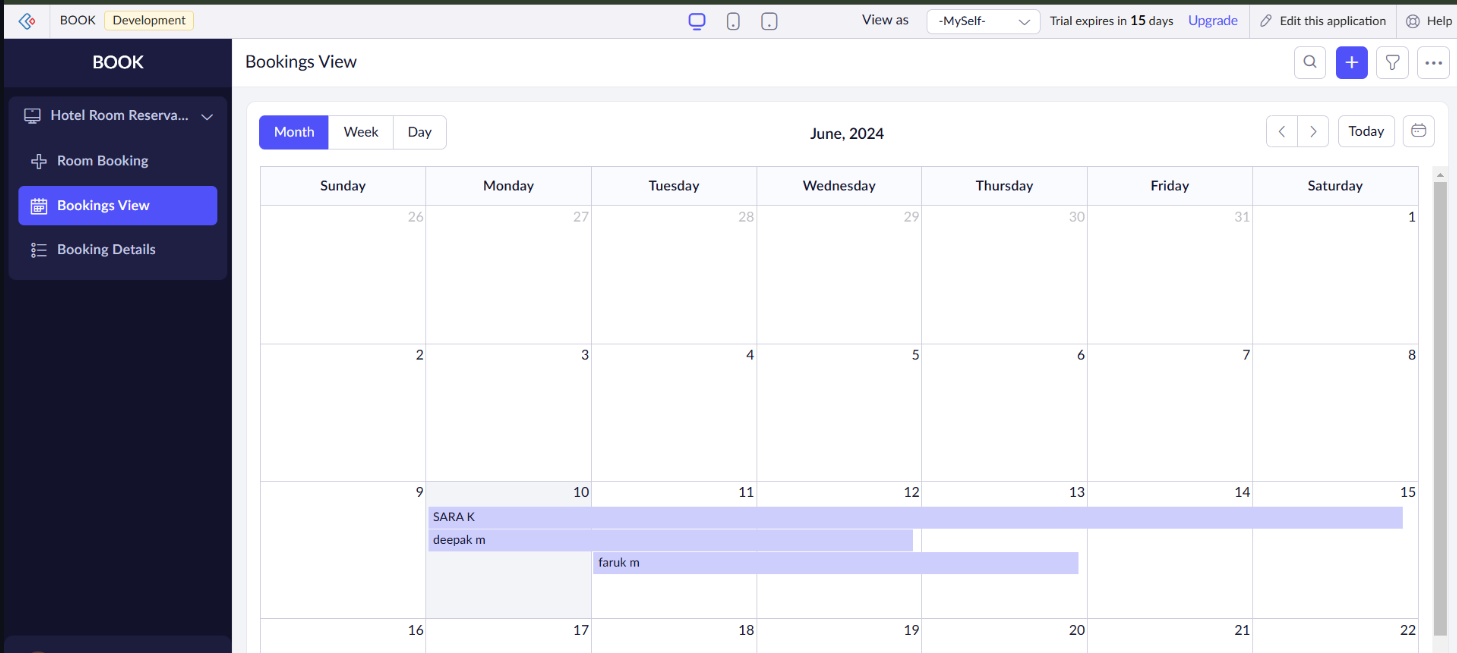 BOOK Development View as -MySelf- Trial expires in 15 days Upgrade Edit this application Help
BOOK
Hotel Room Reserva...
Room Booking
Bookings View
Booking Details
Bookings View
Month Week Day June, 2024 Today
Sunday Monday Tuesday Wednesday Thursday Friday Saturday
26 27 28 29 30 31 1
2 3 4 5 6 7 8
9 10 11 12 13 14 15
SARA K
deepak m
faruk m
16 17 18 19 20 21 22